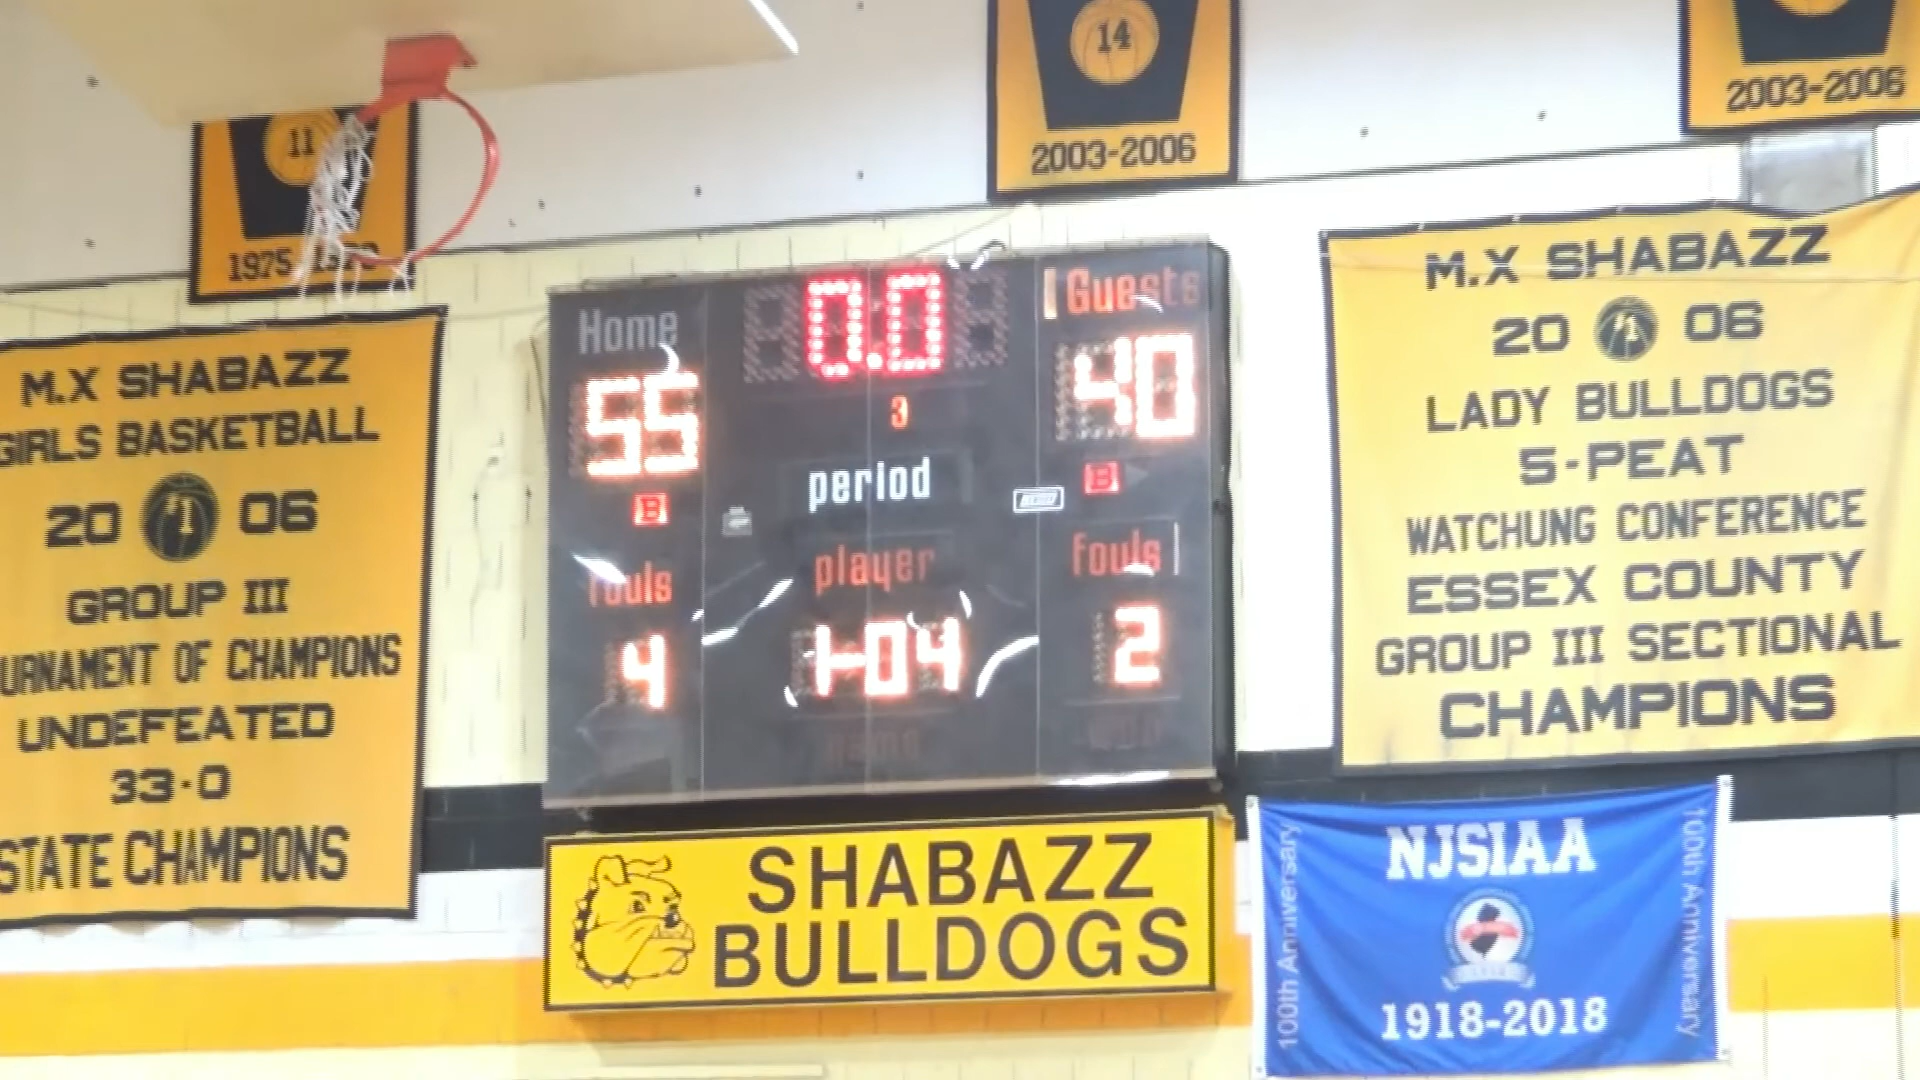 11
1975-1978
14
2003-2006
2003-2006
M.X SHABAZZ
GIRLS BASKETBALL
20 06
GROUP III
TOURNAMENT OF CHAMPIONS
UNDEFEATED
33-0
STATE CHAMPIONS
Home
0.0
Guests
55
3
40
B
period
B
fouls
player
fouls
4
1-04
2
SHABAZZ
BULLDOGS
M.X SHABAZZ
20 06
LADY BULLDOGS
5-PEAT
WATCHUNG CONFERENCE
ESSEX COUNTY
GROUP III SECTIONAL
CHAMPIONS
NJSIAA
100th Anniversary
100th Anniversary
1918-2018